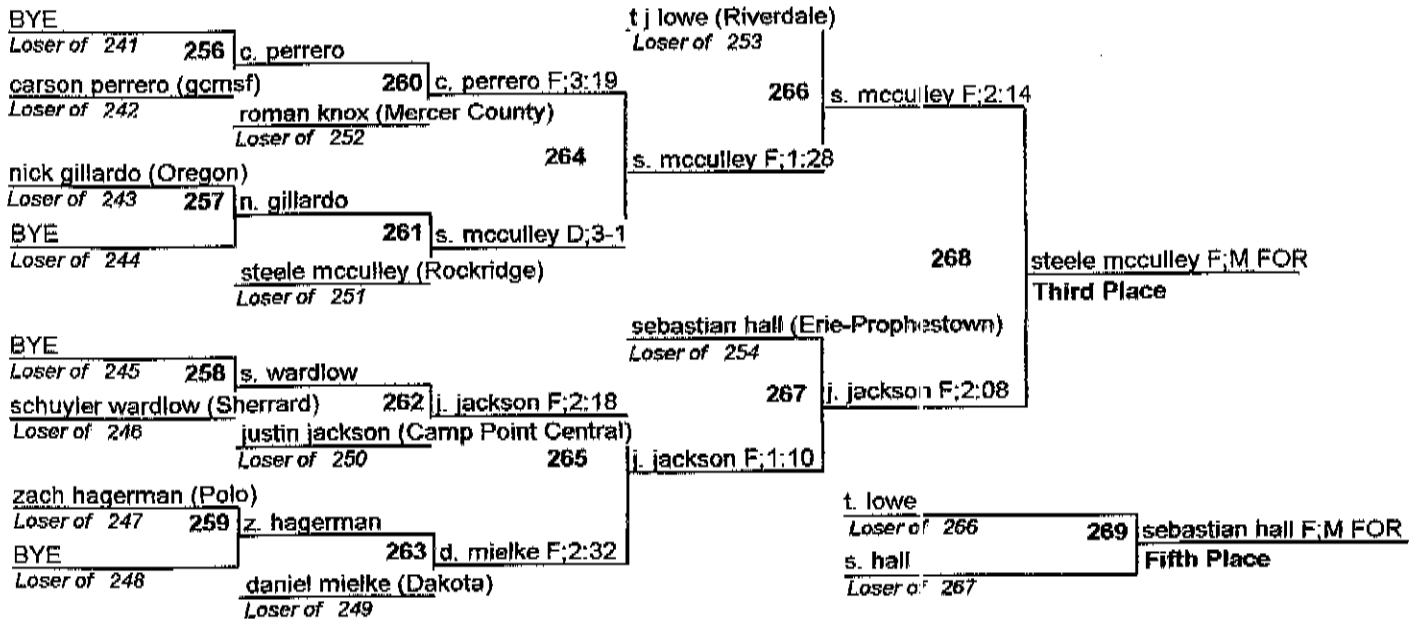 BYE
Loser of 241
256 c. perrero
carson perrero (gcmsf)
Loser of 242
260 c. perrero F;3:19
roman knox (Mercer County)
Loser of 252
nick gillardo (Oregon)
Loser of 243
257 n. gillardo
BYE
Loser of 244
261 s. mcculley D;3-1
steele mcculley (Rockridge)
Loser of 251
264 s. mcculley F;1:28
t j lowe (Riverdale)
Loser of 253
266 s. mcculley F;2:14
BYE
Loser of 245
258 s. wardlow
schuyler wardlow (Sherrard)
Loser of 246
262 j. jackson F;2:18
justin jackson (Camp Point Central)
Loser of 250
zach hagerman (Polo)
Loser of 247
259 z. hagerman
BYE
Loser of 248
263 d. mielke F;2:32
daniel mielke (Dakota)
Loser of 249
265 j. jackson F;1:10
sebastian hall (Erie-Prophestown)
Loser of 254
267 j. jackson F;2:08
268 steele mcculley F;M FOR
Third Place
t. lowe
Loser of 266
s. hall
Loser of 267
269 sebastian hall F;M FOR
Fifth Place